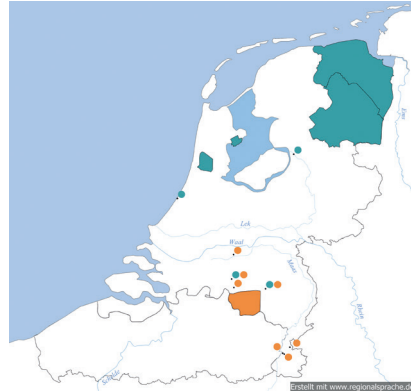 Ems
Lek
Waal
Maas
Rhein
Schelde
Erstellt mit www.regionalsprache.de